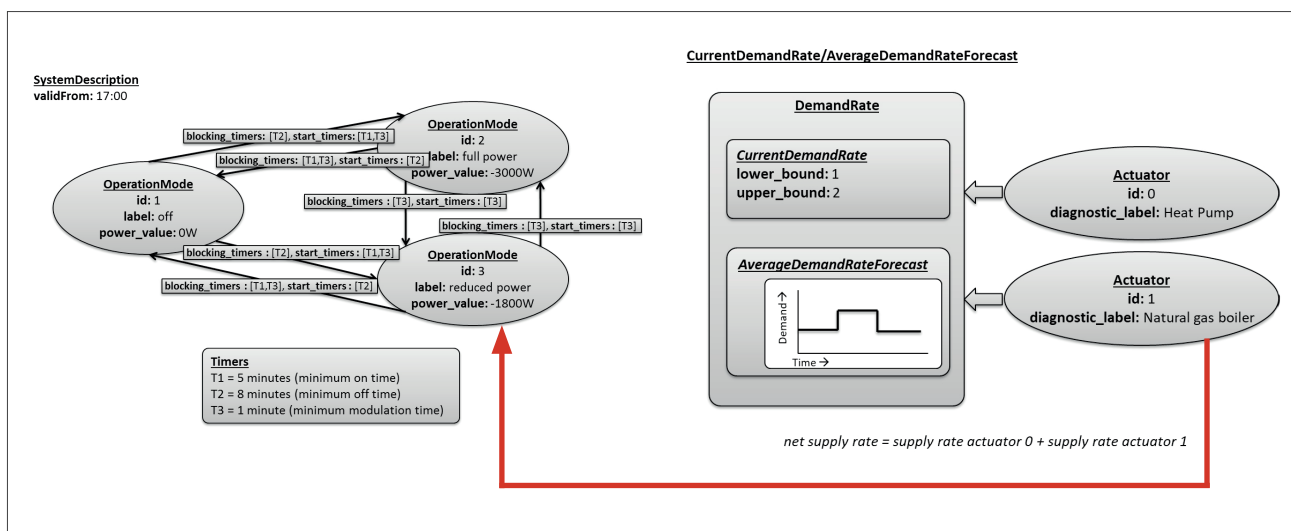 SystemDescription
validFrom: 17:00
OperationMode
id: 1
label: off
power_value: 0W
OperationMode
id: 2
label: full power
power_value: -3000W
OperationMode
id: 3
label: reduced power
power_value: -1800W
blocking_timers: [T2], start_timers: [T1,T3]
blocking_timers: [T1,T3], start_timers : [T2]
blocking_timers : [T3], start_timers : [T3]
blocking_timers : [T3], start_timers : [T3]
blocking_timers : [T2], start_timers : [T1,T3]
blocking_timers : [T1,T3], start_timers : [T2]
Timers
T1 = 5 minutes (minimum on time)
T2 = 8 minutes (minimum off time)
T3 = 1 minute (minimum modulation time)
CurrentDemandRate/AverageDemandRateForecast
DemandRate
CurrentDemandRate
lower_bound: 1
upper_bound: 2
AverageDemandRateForecast
Demand→
Time →
Actuator
id: 0
diagnostic_label: Heat Pump
Actuator
id: 1
diagnostic_label: Natural gas boiler
net supply rate = supply rate actuator 0 + supply rate actuator 1